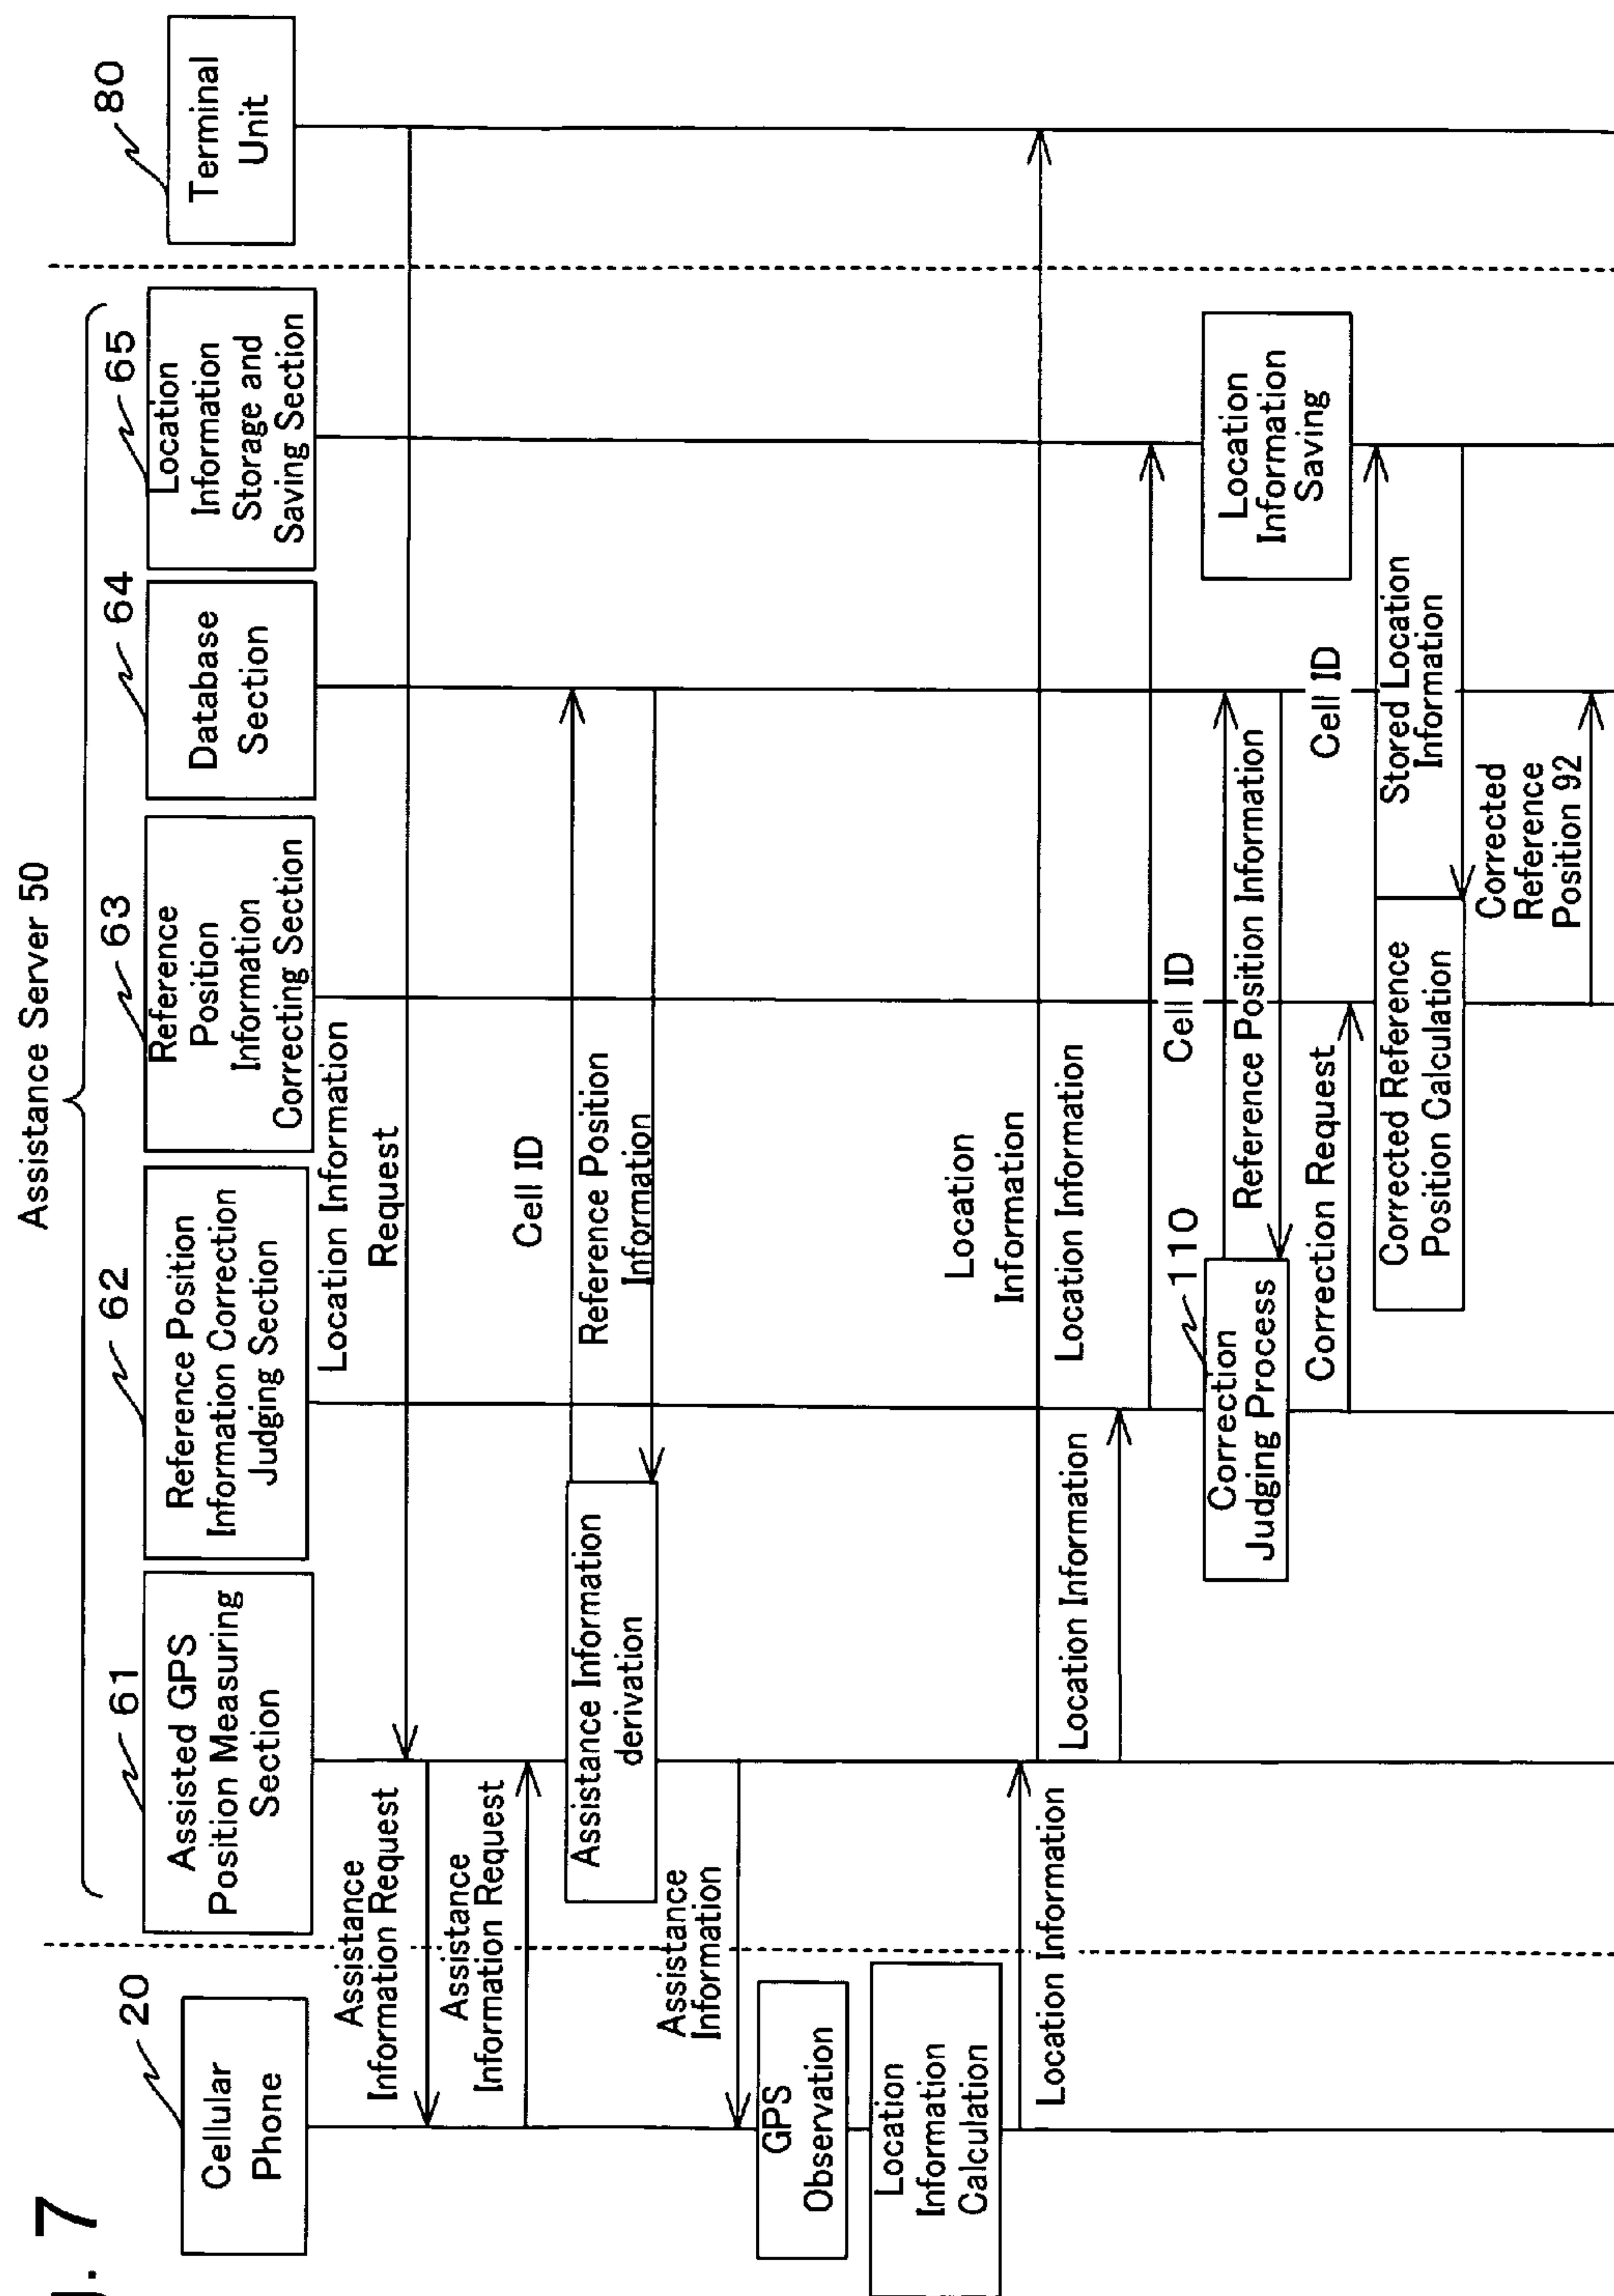 g. 7
Assistance Server 50
20
61
62
63
64
65
80
Cellular
Phone
Assisted GPS
Position Measuring
Section
Reference Position
Information Correction
Judging Section
Reference
Position
Information
Correcting Section
Database
Section
Location
Information
Storage and
Saving Section
Terminal
Unit
Location Information
Request
Assistance
Information Request
Assistance
Information Request
Cell ID
Assistance Information
derivation
Reference Position
Information
Assistance
Information
GPS
Observation
Location
Information
Calculation
Location Information
Location
Information
Location Information
Location Information
Cell ID
110
Correction
Judging Process
Reference Position Information
Location
Information
Saving
Correction Request
Cell ID
Corrected Reference
Position Calculation
Stored Location
Information
Corrected
Reference
Position 92